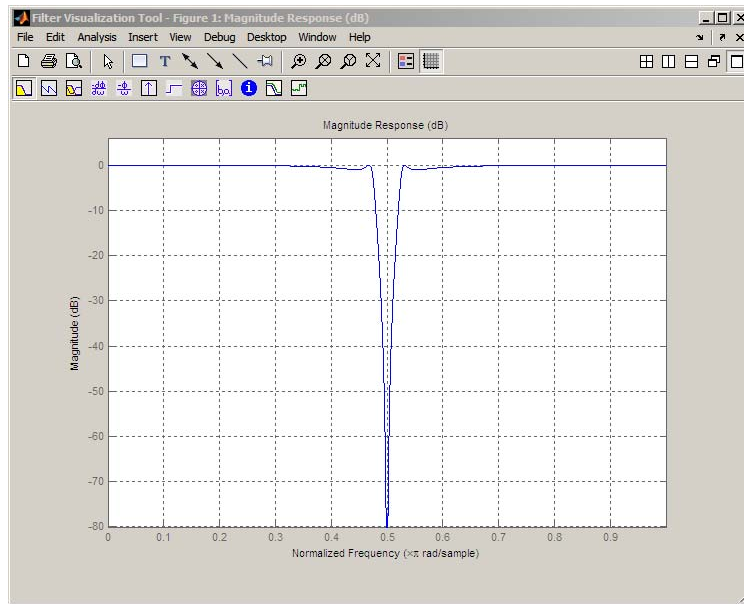 Filter Visualization Tool - Figure 1: Magnitude Response (dB)
File Edit Analysis Insert View Debug Desktop Window Help
Magnitude Response (dB)
0
-10
-20
-30
-40
-50
-60
-70
-80
Magnitude (dB)
0 0.1 0.2 0.3 0.4 0.5 0.6 0.7 0.8 0.9
Normalized Frequency (×π rad/sample)